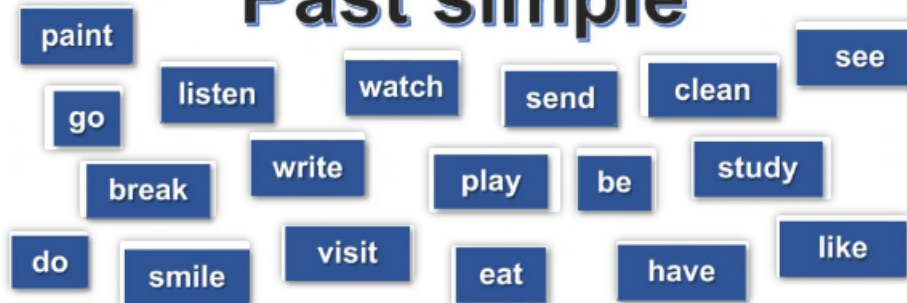 Past simple
paint
see
listen
watch
send
clean
go
write
play
be
study
break
do
smile
visit
eat
have
like